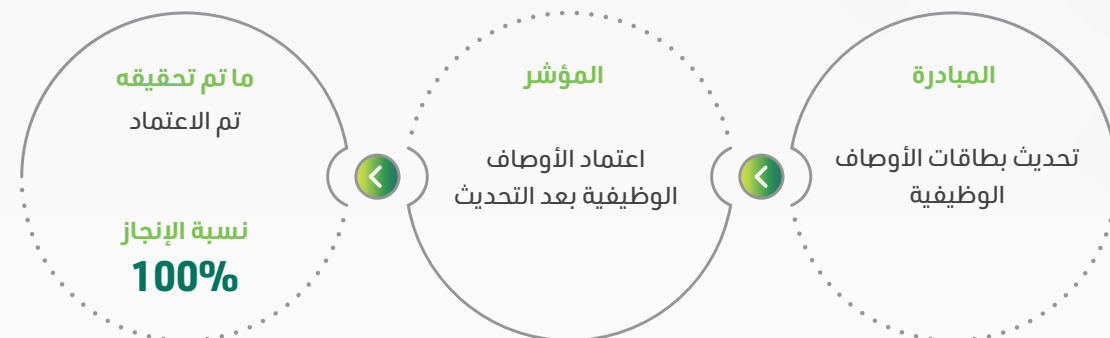 المبادرة
تحديث بطاقات الأوصاف
الوظيفية
المؤشر
اعتماد الأوصاف
الوظيفية بعد التحديث
ما تم تحقيقه
تم الاعتماد
نسبة الإنجاز
100%